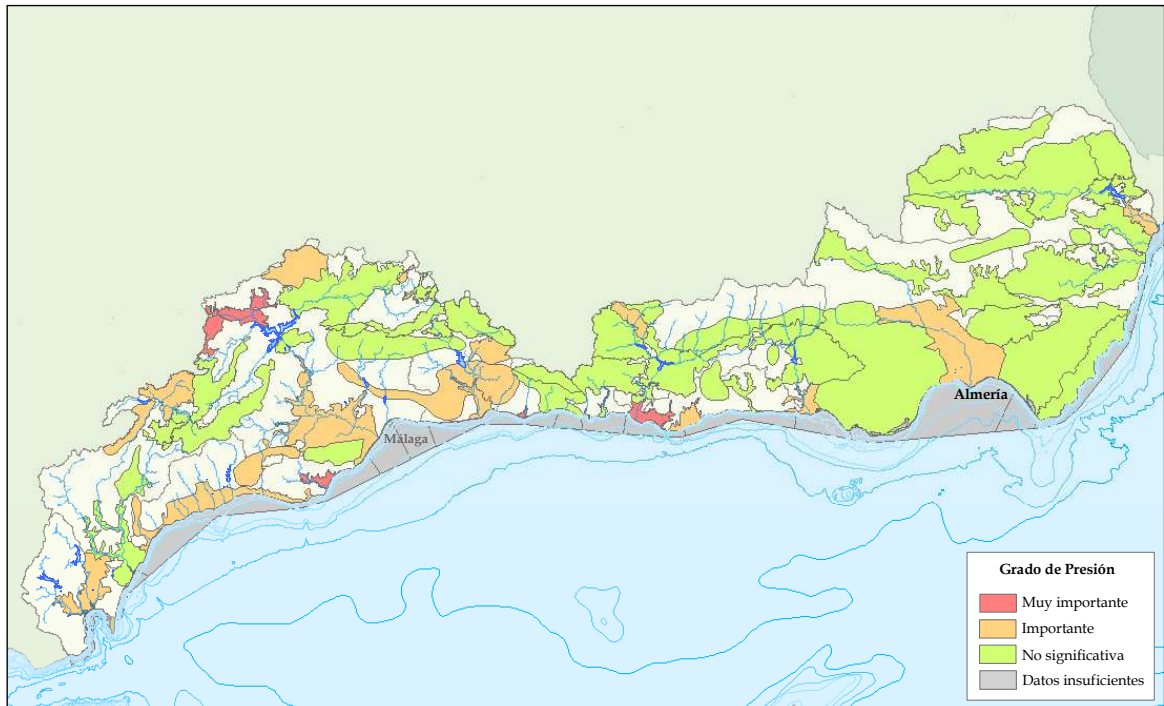 Almería
Málaga
Grado de Presión
Muy importante
Importante
No significativa
Datos insuficientes